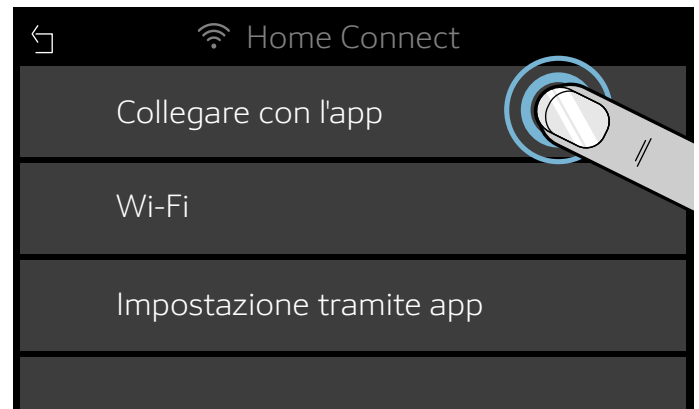 Home Connect
Collegare con l'app
Wi-Fi
Impostazione tramite app